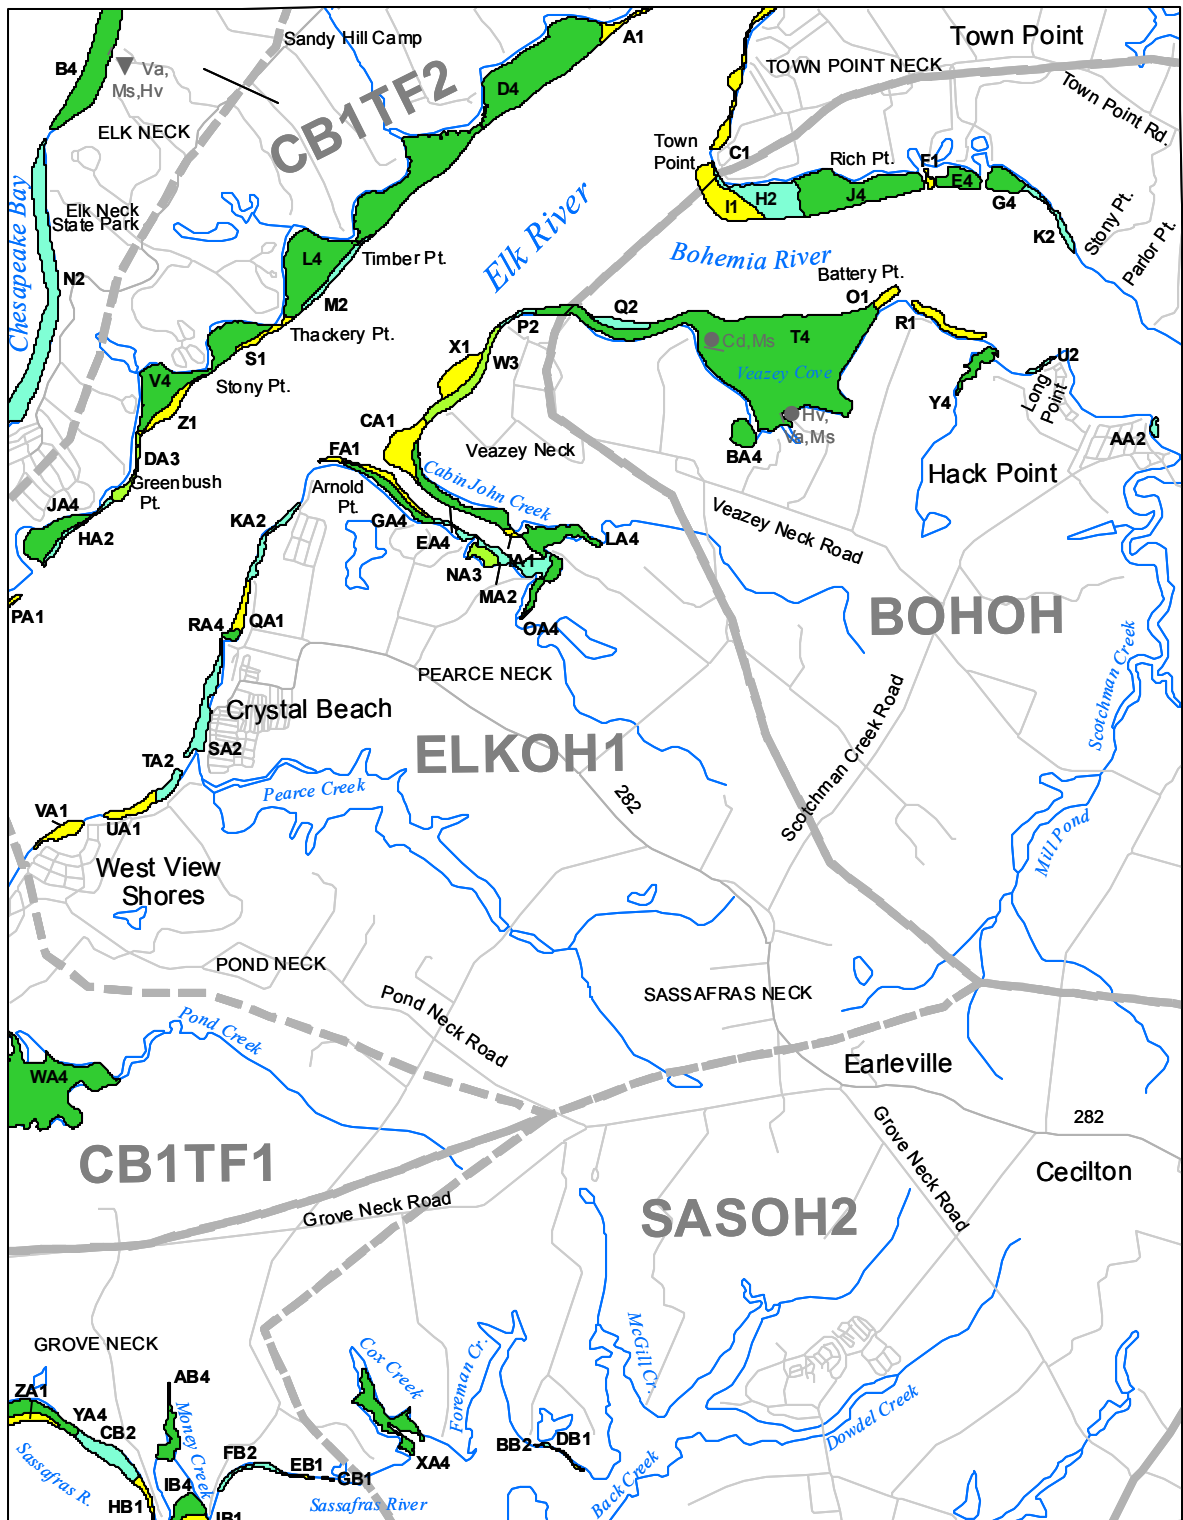 Sandy Hill Camp
A1
Town Point
B4
Va,
Ms,Hv
CB1TF2
D4
TOWN POINT NECK
Town Point Rd.
ELK NECK
Town
Point
C1
Rich Pt.
F1
E4
Chesapeake Bay
Elk Neck
State Park
Elk River
I1
H2
J4
G4
K2
Stony Pt.
Parlor Pt.
N2
L4
Timber Pt.
Bohemia River
Battery Pt.
M2
O1
Q2
P2
R1
Thackery Pt.
S1
Cd,Ms
T4
X1
W3
U2
V4
Stony Pt.
Veazey Cove
Long
Point
Y4
Z1
CA1
Hv,
Va,Ms
AA2
FA1
Veazey Neck
BA4
DA3
Greenbush
Pt.
Arnold
Pt.
Cabin John Creek
Hack Point
JA4
KA2
GA4
Veazey Neck Road
HA2
EA4
IA1
LA4
NA3
MA2
PA1
RA4
QA1
OA4
BOHOH
PEARCE NECK
Scotchman Creek
Crystal Beach
Scotchman Creek Road
SA2
ELKOH1
TA2
Pearce Creek
282
VA1
UA1
Mill Pond
West View
Shores
POND NECK
SASSAFRAS NECK
Pond Neck Road
Pond Creek
Earleville
WA4
282
Grove Neck Road
CB1TF1
Cecilton
Grove Neck Road
SASOH2
GROVE NECK
McGill Cr.
Foreman Cr.
Cox Creek
AB4
ZA1
YA4
CB2
Money Creek
Dowdel Creek
FB2
BB2
DB1
EB1
XA4
Sassafras R.
IB4
GB1
Back Creek
HB1
Sassafras River
JB1